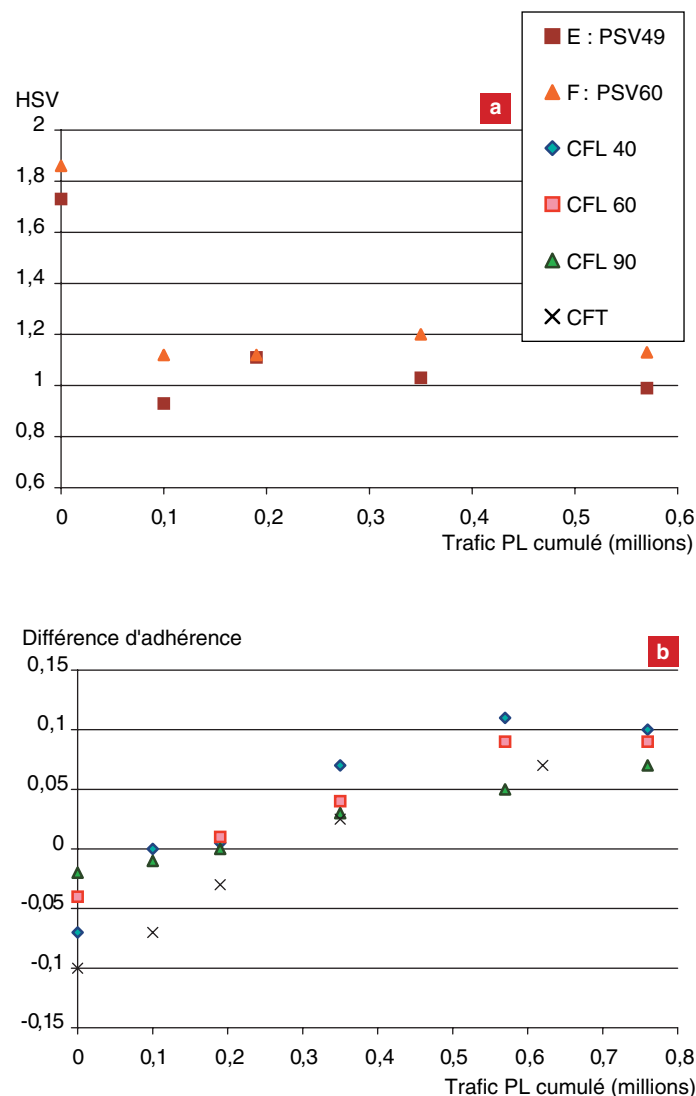 E : PSV49
F : PSV60
CFL 40
CFL 60
CFL 90
CFT
HSV
a
2
1,8
1,6
1,4
1,2
1
0,8
0,6
0 0,1 0,2 0,3 0,4 0,5 0,6
Trafic PL cumulé (millions)
Différence d'adhérence
b
0,15
0,1
0,05
0
-0,05
-0,1
-0,15
0 0,1 0,2 0,3 0,4 0,5 0,6 0,7 0,8
Trafic PL cumulé (millions)